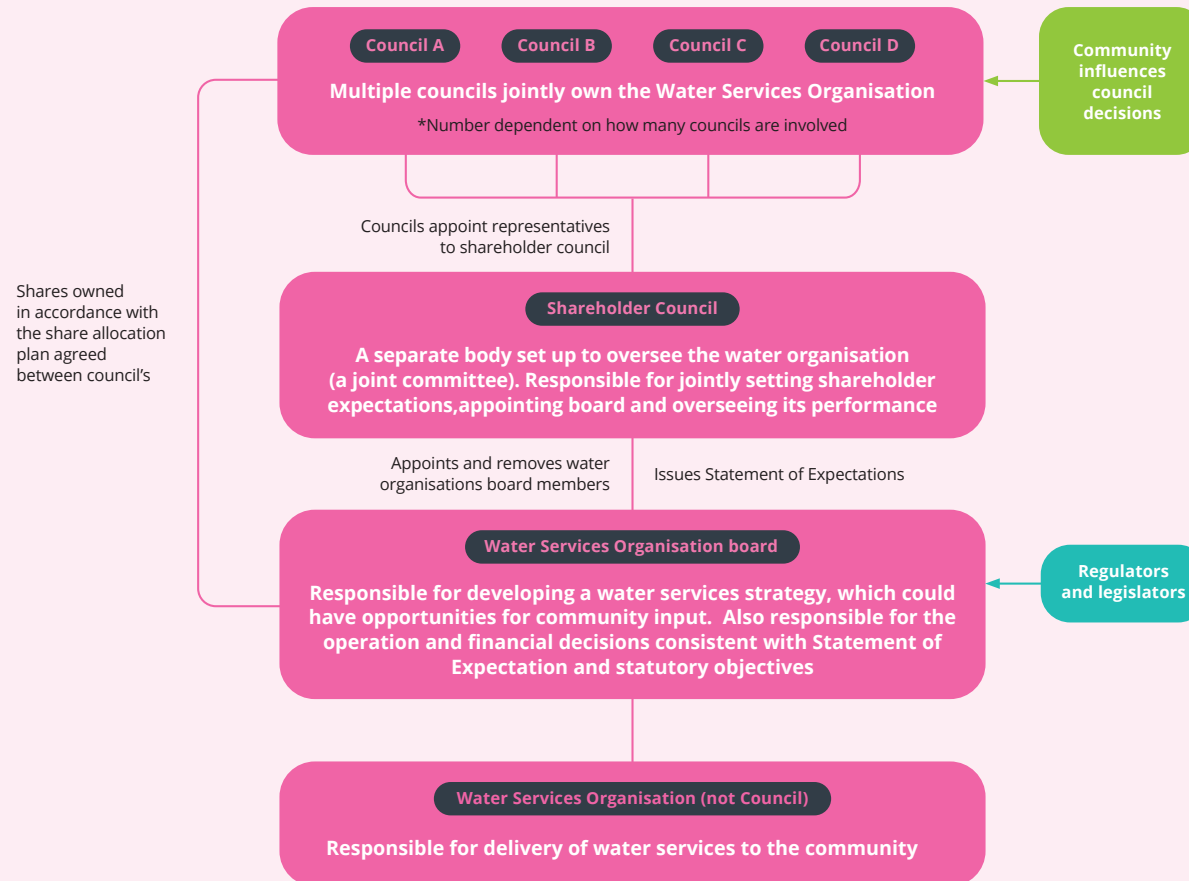 Council A
Council B
Council C
Council D
Multiple councils jointly own the Water Services Organisation
*Number dependent on how many councils are involved
Community
influences
council
decisions
Councils appoint representatives
to shareholder council
Shares owned
in accordance with
the share allocation
plan agreed
between council's
Shareholder Council
A separate body set up to oversee the water organisation
(a joint committee). Responsible for jointly setting shareholder
expectations,appointing board and overseeing its performance
Appoints and removes water
organisations board members
Issues Statement of Expectations
Water Services Organisation board
Responsible for developing a water services strategy, which could
have opportunities for community input.  Also responsible for the
operation and financial decisions consistent with Statement of
Expectation and statutory objectives
Regulators
and legislators
Water Services Organisation (not Council)
Responsible for delivery of water services to the community